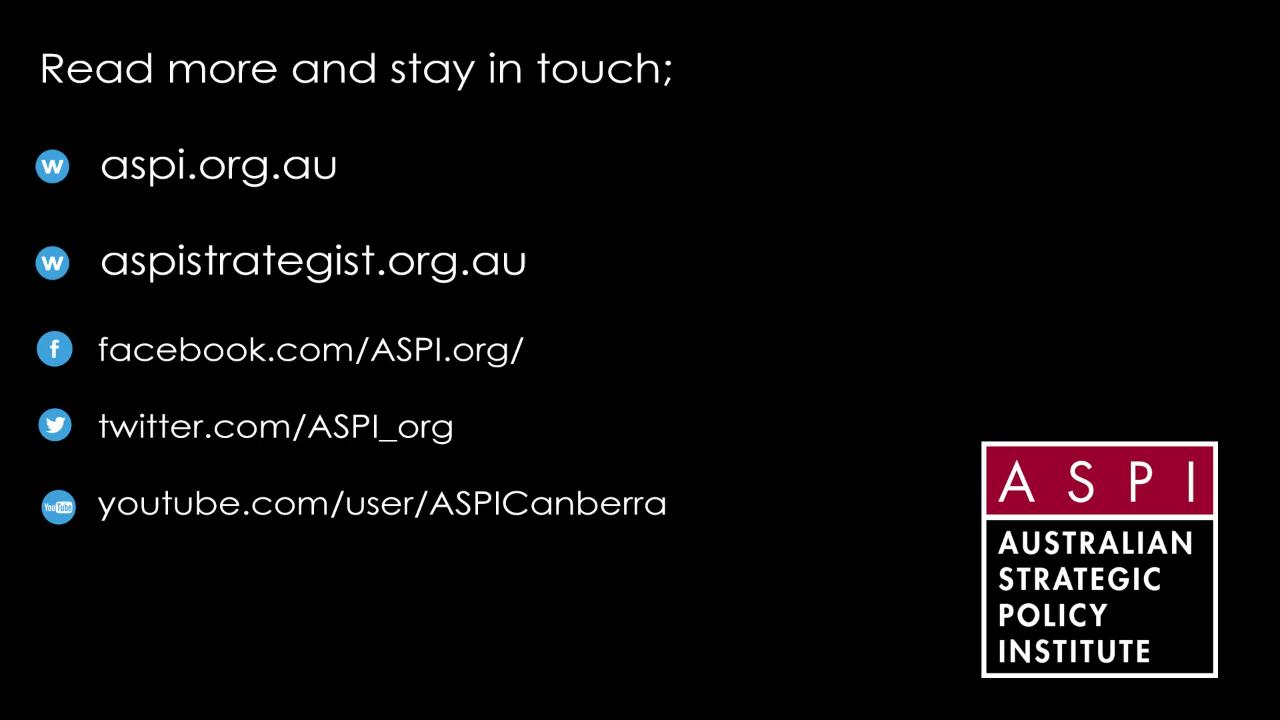 Read more and stay in touch;
w aspi.org.au
w aspistrategist.org.au
f facebook.com/ASPI.org/
twitter.com/ASPI_org
YouTube youtube.com/user/ASPICanberra
ASPI
AUSTRALIAN
STRATEGIC
POLICY
INSTITUTE